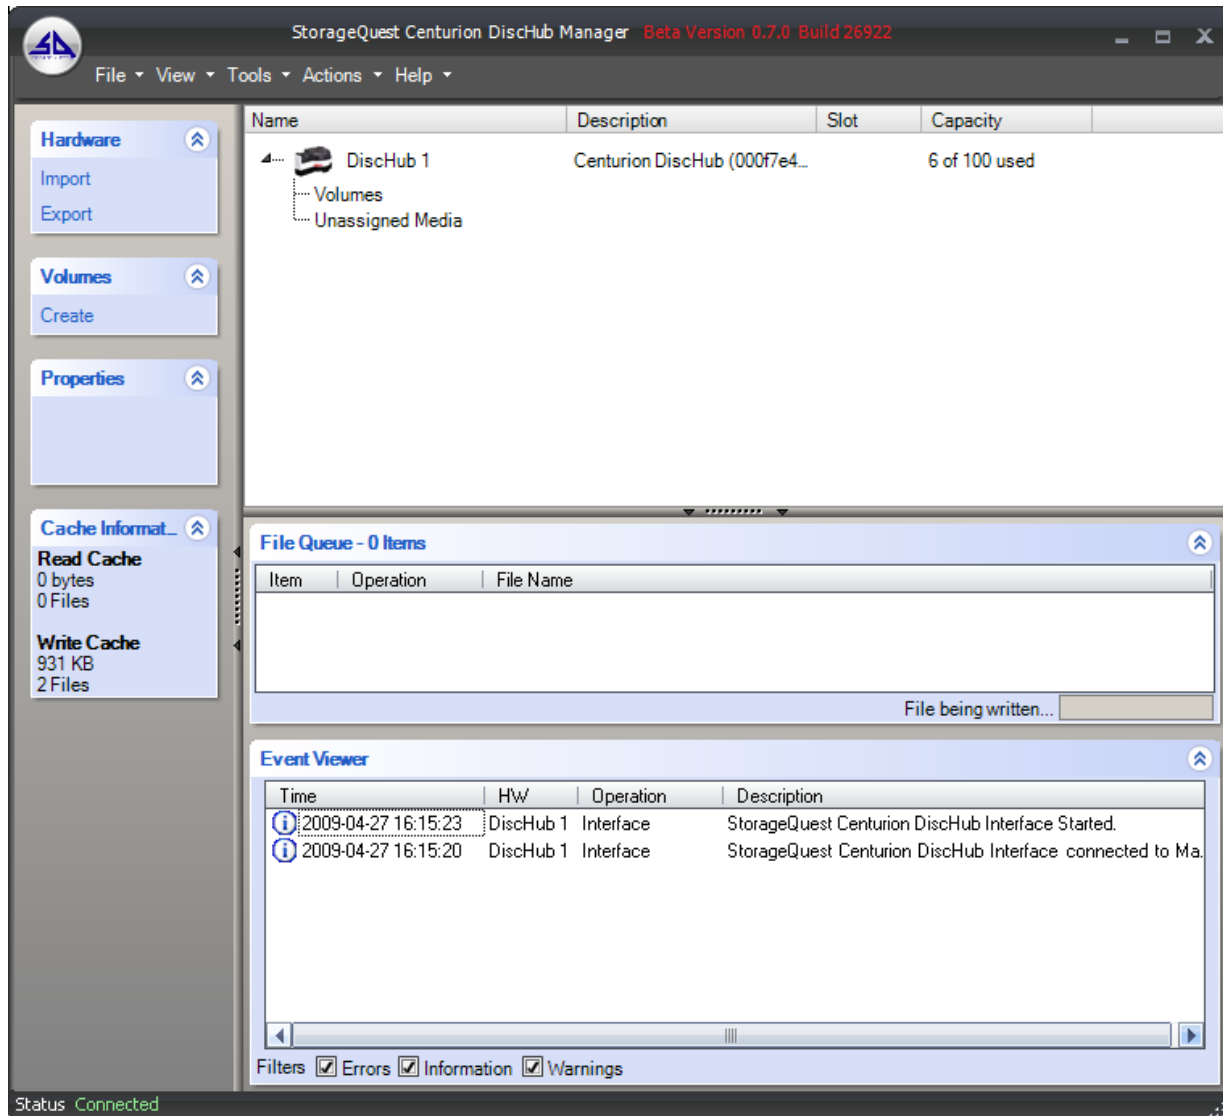 StorageQuest Centurion DiscHub Manager Beta Version 0.7.0 Build 26922
File View Tools Actions Help
Hardware
Import
Export
Volumes
Create
Properties
Cache Informat...
Read Cache
0 bytes
0 Files
Write Cache
931 KB
2 Files
Name Description Slot Capacity
DiscHub 1 Centurion DiscHub (000f7e4... 6 of 100 used
Volumes
Unassigned Media
File Queue - 0 Items
Item Operation File Name
File being written...
Event Viewer
Time HW Operation Description
2009-04-27 16:15:23 DiscHub 1 Interface StorageQuest Centurion DiscHub Interface Started.
2009-04-27 16:15:20 DiscHub 1 Interface StorageQuest Centurion DiscHub Interface connected to Ma.
Filters Errors Information Warnings
Status Connected